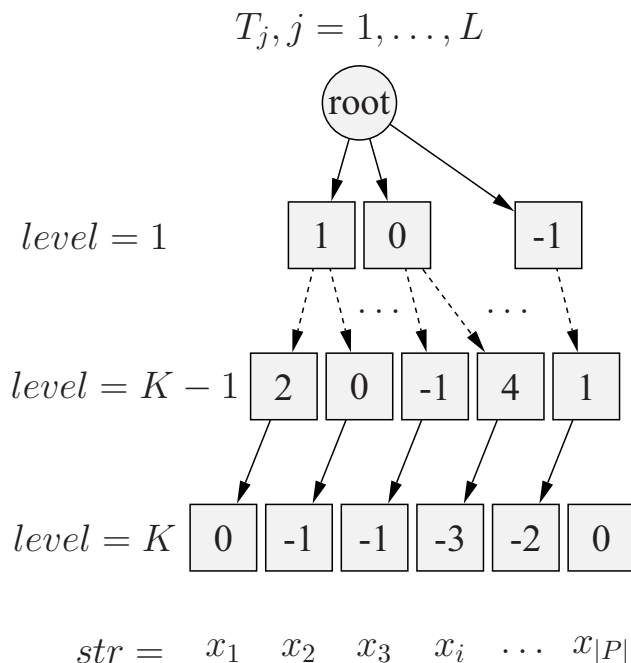 T_j, j = 1, . . . , L
root
level = 1 1 0 -1
. . . . . .
level = K − 1 2 0 -1 4 1
level = K 0 -1 -1 -3 -2 0
str = x_1 x_2 x_3 x_i . . . x_{|P|}